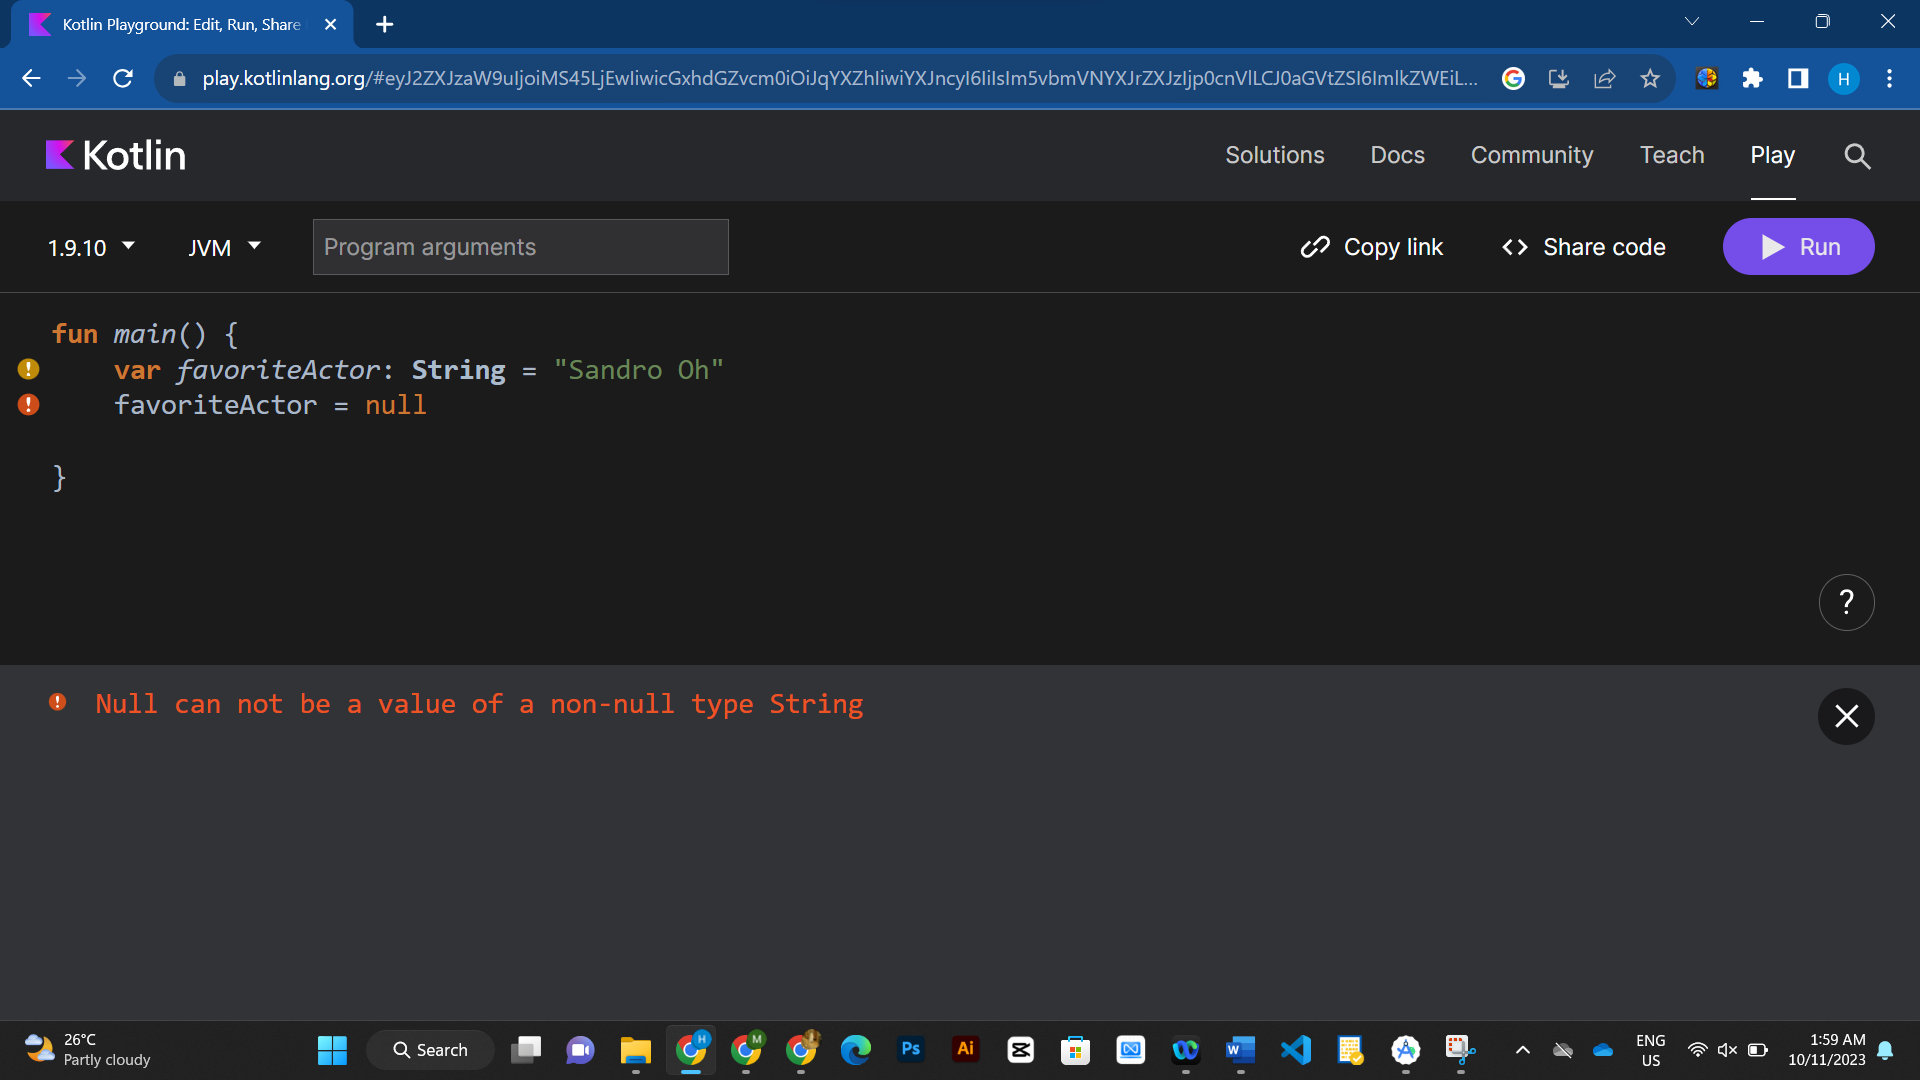 Kotlin Playground: Edit, Run, Share
play.kotlinlang.org/#eyJ2ZXJzaW9uIjoiMS45LjEwIiwicGxhdGZvcm0iOiJqYXZhIiwiYXJncyI6IiIsIm5vbmVNYXJrZXJzIjp0cnVlLCJ0aGVtZSI6ImlkZWEiL...
H
Kotlin
Solutions
Docs
Community
Teach
Play
1.9.10
JVM
Program arguments
Copy link
Share code
Run
fun main() {
var favoriteActor: String = "Sandro Oh"
favoriteActor = null
}
?
Null can not be a value of a non-null type String
26°C
Partly cloudy
Search
H
M
Ps
Ai
W
ENG
US
1:59 AM
10/11/2023